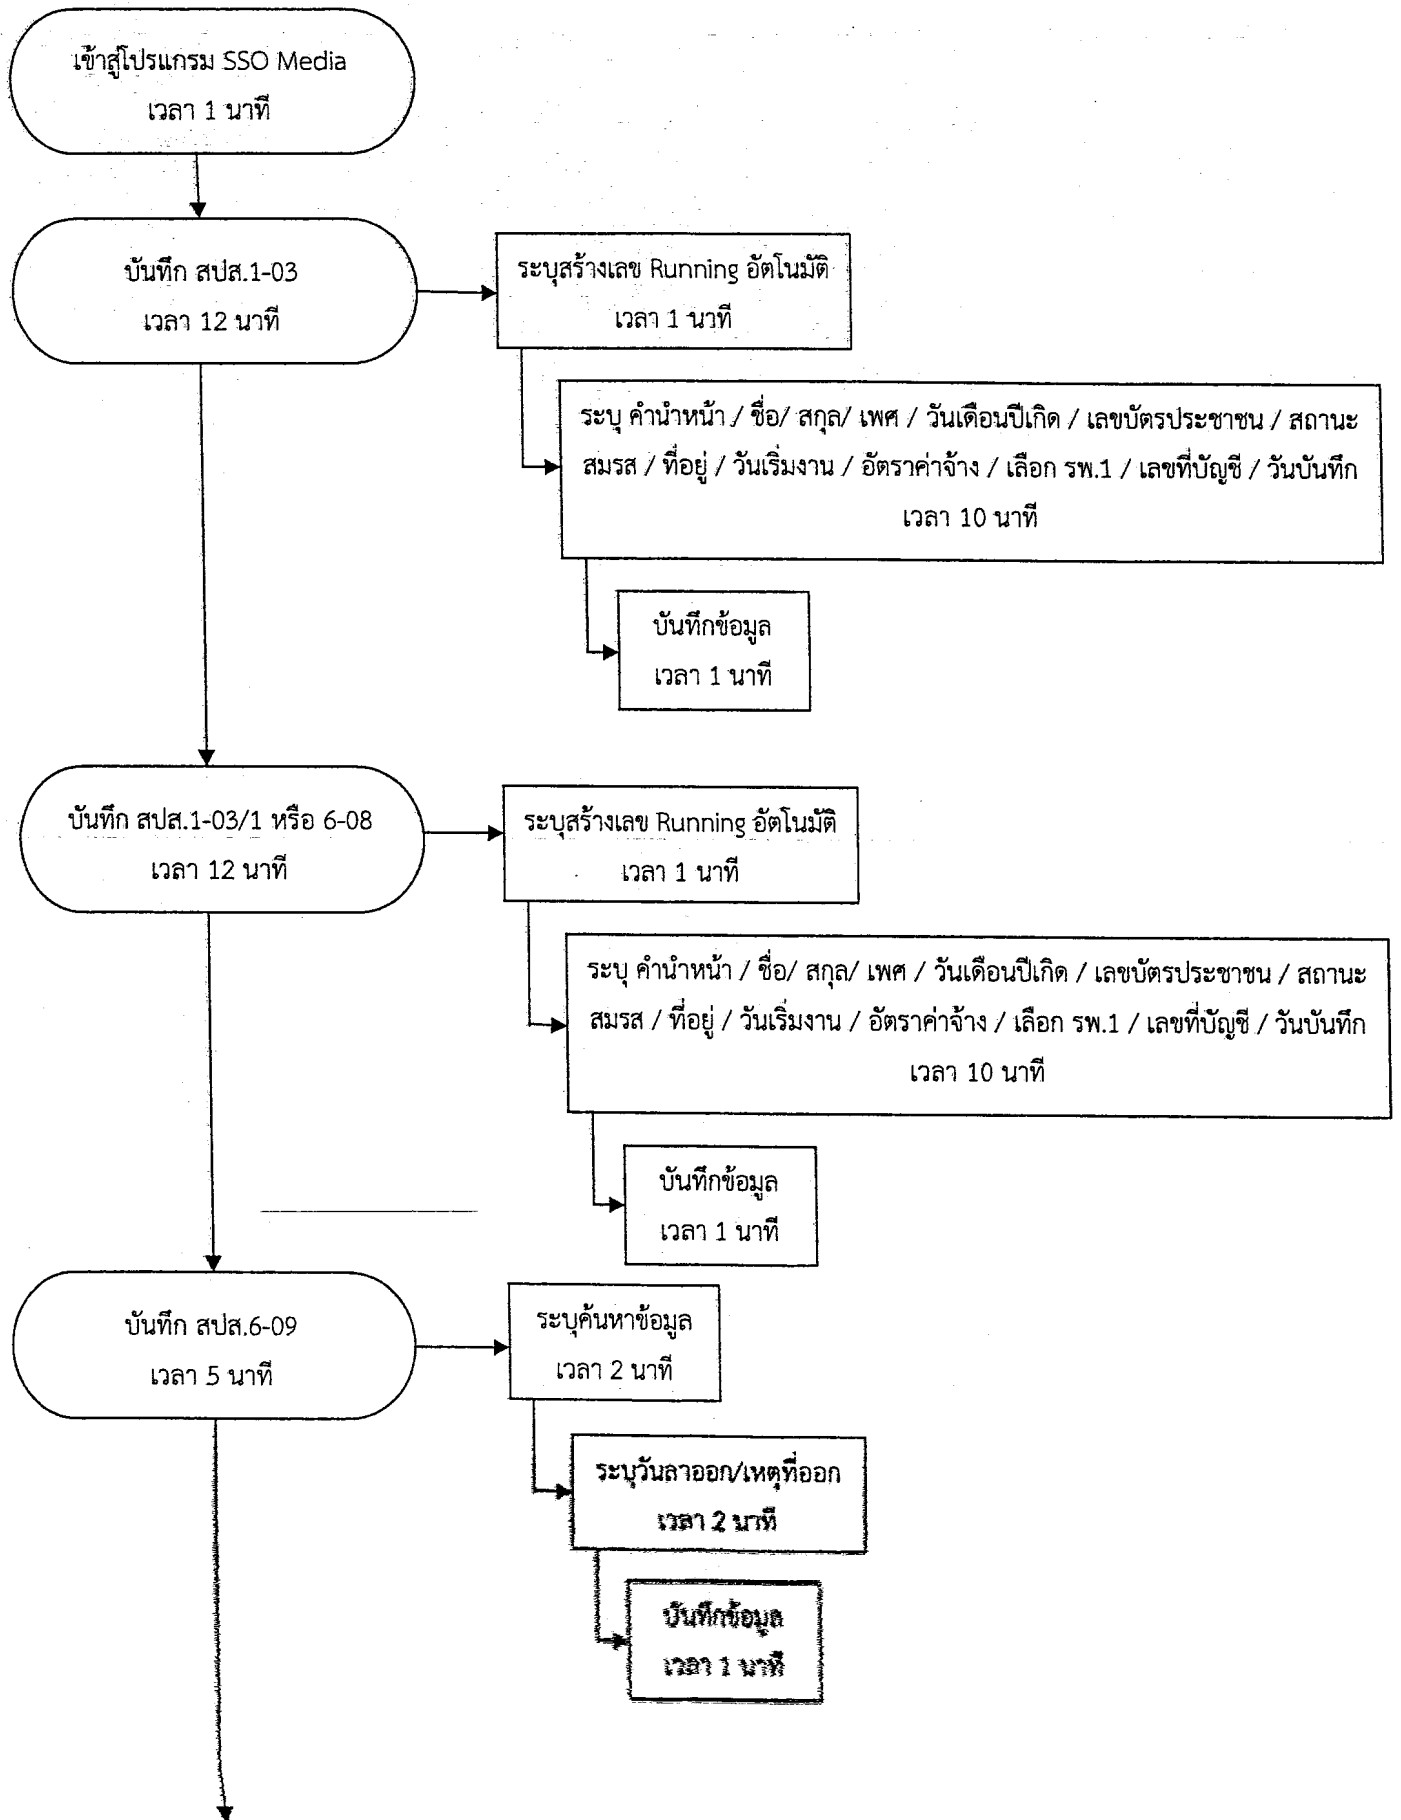 เข้าสู่โปรแกรม SSO Media
เวลา 1 นาที
บันทึก สปส.1-03
เวลา 12 นาที
ระบุสร้างเลข Running อัตโนมัติ
เวลา 1 นาที
ระบุ คำนำหน้า / ชื่อ/ สกุล/ เพศ / วันเดือนปีเกิด / เลขบัตรประชาชน / สถานะ
สมรส / ที่อยู่ / วันเริ่มงาน / อัตราค่าจ้าง / เลือก รพ.1 / เลขที่บัญชี / วันบันทึก
เวลา 10 นาที
บันทึกข้อมูล
เวลา 1 นาที
บันทึก สปส.1-03/1 หรือ 6-08
เวลา 12 นาที
ระบุสร้างเลข Running อัตโนมัติ
เวลา 1 นาที
ระบุ คำนำหน้า / ชื่อ/ สกุล/ เพศ / วันเดือนปีเกิด / เลขบัตรประชาชน / สถานะ
สมรส / ที่อยู่ / วันเริ่มงาน / อัตราค่าจ้าง / เลือก รพ.1 / เลขที่บัญชี / วันบันทึก
เวลา 10 นาที
บันทึกข้อมูล
เวลา 1 นาที
บันทึก สปส.6-09
เวลา 5 นาที
ระบุค้นหาข้อมูล
เวลา 2 นาที
ระบุวันลาออก/เหตุที่ออก
เวลา 2 นาที
บันทึกข้อมูล
เวลา 1 นาที